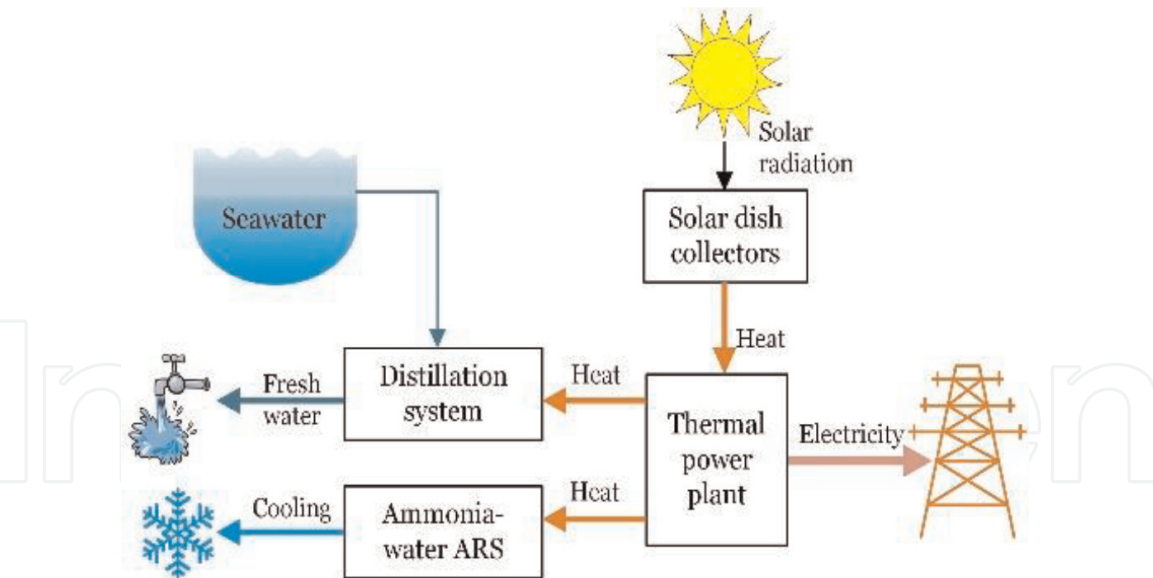 Solar
radiation
Seawater
Solar dish
collectors
Heat
Fresh
water
Distillation
system
Heat
Thermal
power
plant
Electricity
Cooling
Ammonia-
water ARS
Heat